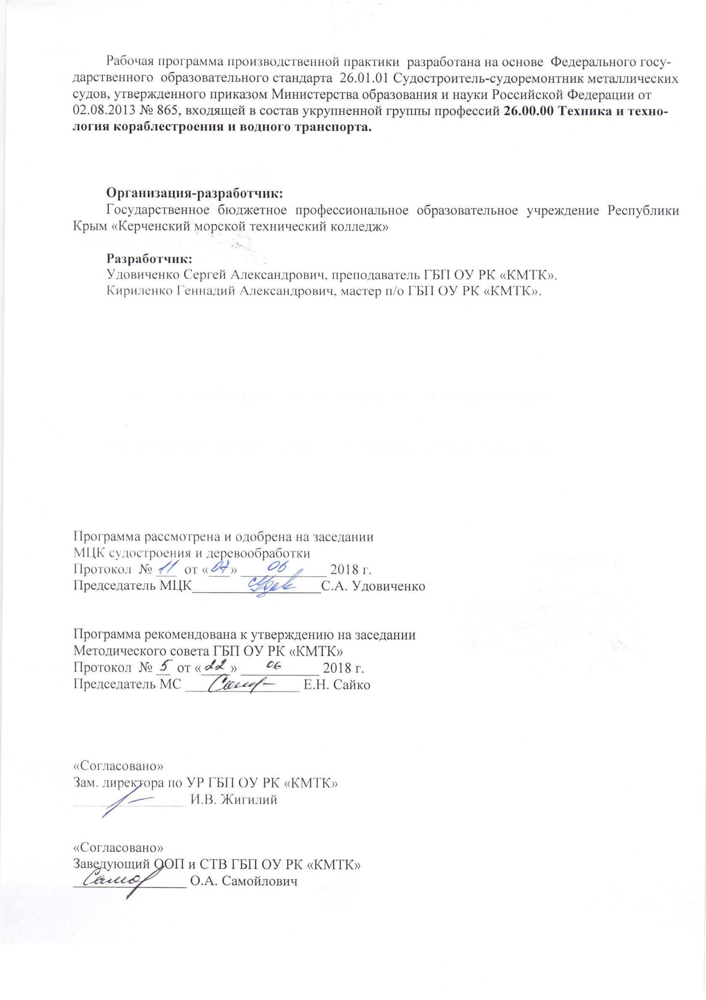 Рабочая программа производственной практики разработана на основе Федерального госу-
дарственного образовательного стандарта 26.01.01 Судостроитель-судоремонтник металлических
судов, утвержденного приказом Министерства образования и науки Российской Федерации от
02.08.2013 № 865, входящей в состав укрупненной группы профессий 26.00.00 Техника и техно-
логия кораблестроения и водного транспорта.
Организация-разработчик:
Государственное бюджетное профессиональное образовательное учреждение Республики
Крым «Керченский морской технический колледж»
Разработчик:
Удовиченко Сергей Александрович, преподаватель ГБП ОУ РК «КМТК».
Кириленко Геннадий Александрович, мастер п/о ГБП ОУ РК «КМТК».
Программа рассмотрена и одобрена на заседании
МЦК судостроения и деревообработки
Протокол № 11 от «07» 06 2018 г.
Председатель МЦК С.А. Удовиченко
Программа рекомендована к утверждению на заседании
Методического совета ГБП ОУ РК «КМТК»
Протокол № 5 от «22» 06 2018 г.
Председатель МС Е.Н. Сайко
«Согласовано»
Зам. директора по УР ГБП ОУ РК «КМТК»
И.В. Жигилий
«Согласовано»
Заведующий ООП и СТВ ГБП ОУ РК «КМТК»
О.А. Самойлович